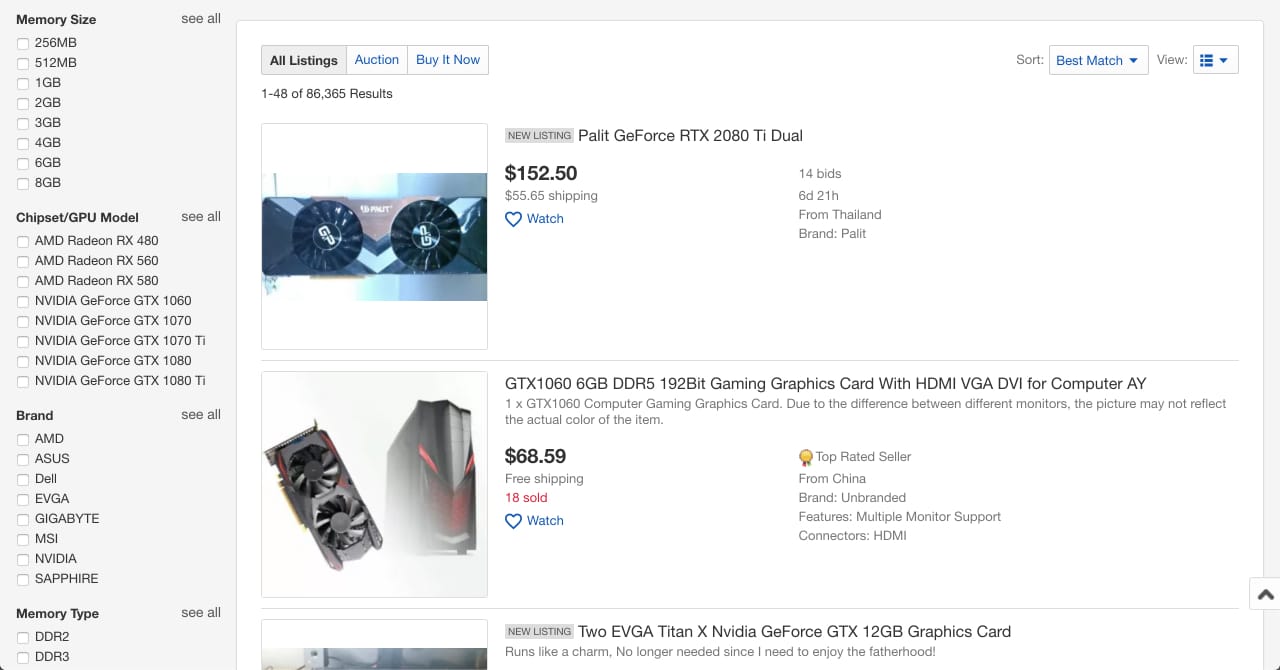 Memory Size
see all
256MB
512MB
1GB
2GB
3GB
4GB
6GB
8GB
Chipset/GPU Model
see all
AMD Radeon RX 480
AMD Radeon RX 560
AMD Radeon RX 580
NVIDIA GeForce GTX 1060
NVIDIA GeForce GTX 1070
NVIDIA GeForce GTX 1070 Ti
NVIDIA GeForce GTX 1080
NVIDIA GeForce GTX 1080 Ti
Brand
see all
AMD
ASUS
Dell
EVGA
GIGABYTE
MSI
NVIDIA
SAPPHIRE
Memory Type
see all
DDR2
DDR3
All Listings
Auction
Buy It Now
Sort:
Best Match
View:
1-48 of 86,365 Results
PALIT
NEW LISTING Palit GeForce RTX 2080 Ti Dual
$152.50
$55.65 shipping
Watch
14 bids
6d 21h
From Thailand
Brand: Palit
GTX1060 6GB DDR5 192Bit Gaming Graphics Card With HDMI VGA DVI for Computer AY
1 x GTX1060 Computer Gaming Graphics Card. Due to the difference between different monitors, the picture may not reflect
the actual color of the item.
$68.59
Free shipping
18 sold
Watch
Top Rated Seller
From China
Brand: Unbranded
Features: Multiple Monitor Support
Connectors: HDMI
NEW LISTING Two EVGA Titan X Nvidia GeForce GTX 12GB Graphics Card
Runs like a charm, No longer needed since I need to enjoy the fatherhood!